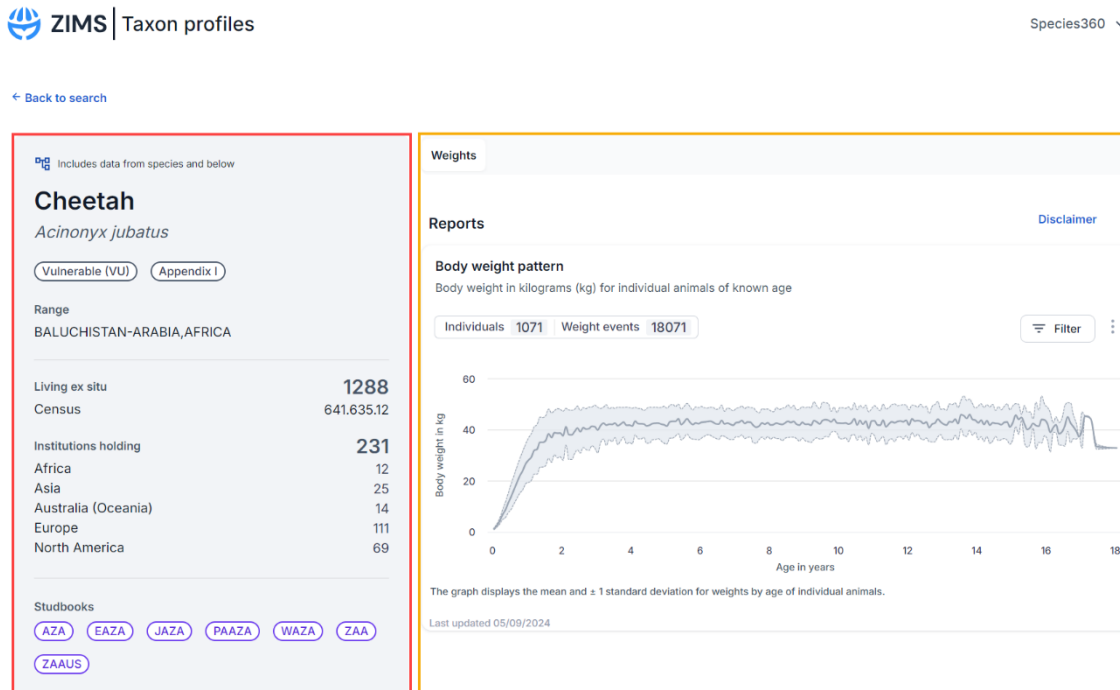 ZIMS Taxon profiles
Species360
← Back to search
Includes data from species and below
Cheetah
Acinonyx jubatus
Vulnerable (VU) Appendix I
Range
BALUCHISTAN-ARABIA,AFRICA
Living ex situ 1288
Census 641.635.12
Institutions holding 231
Africa 12
Asia 25
Australia (Oceania) 14
Europe 111
North America 69
Studbooks
AZA EAZA JAZA PAAZA WAZA ZAA
ZAAUS
Weights
Reports
Disclaimer
Body weight pattern
Body weight in kilograms (kg) for individual animals of known age
Individuals 1071 Weight events 18071
Filter
60
40
20
0
Body weight in kg
0 2 4 6 8 10 12 14 16 18
Age in years
The graph displays the mean and ± 1 standard deviation for weights by age of individual animals.
Last updated 05/09/2024